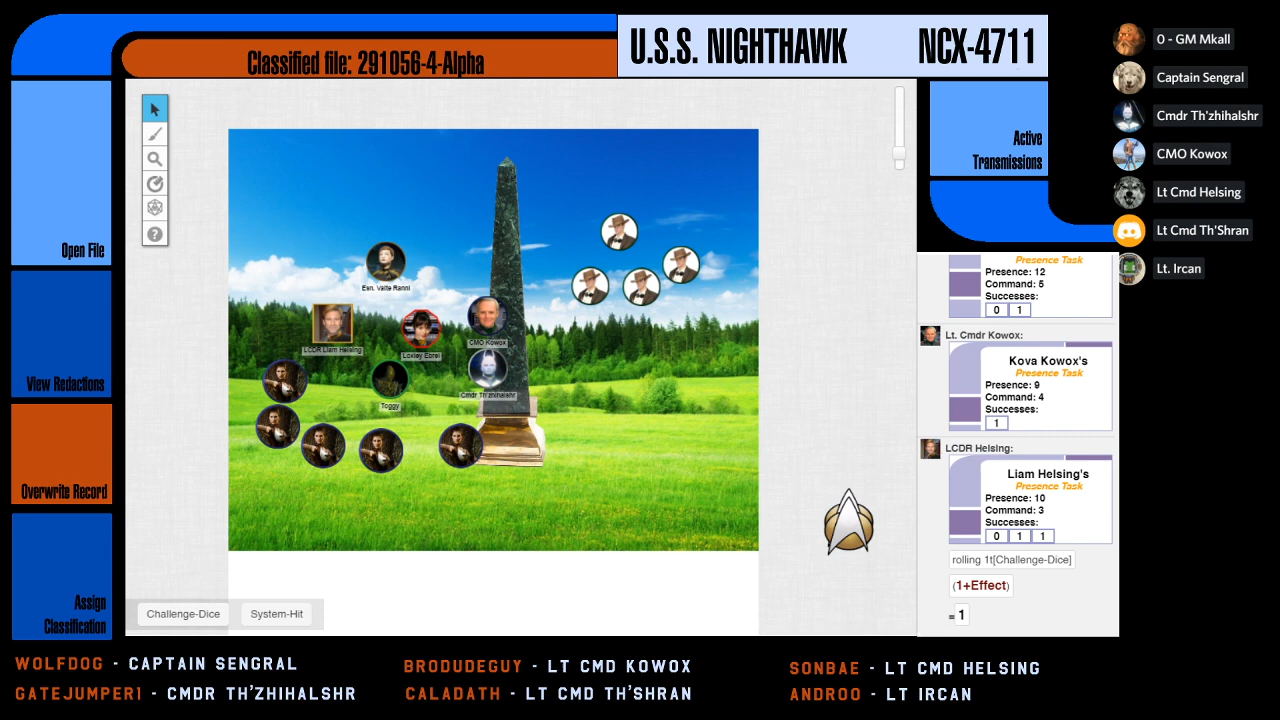 Classified file: 291056-4-Alpha
U.S.S. NIGHTHAWK NCX-4711
Open File
View Redactions
Overwrite Record
Assign
Classification
Active
Transmissions
0 - GM Mkall
Captain Sengral
Cmdr Th'zhihalshr
CMO Kowox
Lt Cmd Helsing
Lt Cmd Th'Shran
Lt. Ircan
Esn. Valte Ranni
LCDR Liam Helsing
Loxley Ebrel
CMO Kowox
Toggy
Cmdr Th'zhihalshr
Presence Task
Presence: 12
Command: 5
Successes:
0 1
Lt. Cmdr Kowox:
Kova Kowox's
Presence Task
Presence: 9
Command: 4
Successes:
1
LCDR Helsing:
Liam Helsing's
Presence Task
Presence: 10
Command: 3
Successes:
0 1 1
rolling 1t[Challenge-Dice]
(1+Effect)
=1
Challenge-Dice System-Hit
WOLFDOG - CAPTAIN SENGRAL
BRODUDEGUY - LT CMD KOWOX
SONBAE - LT CMD HELSING
GATEJUMPER1 - CMDR TH'ZHIHALSHR
CALADATH - LT CMD TH'SHRAN
ANDROO - LT IRCAN